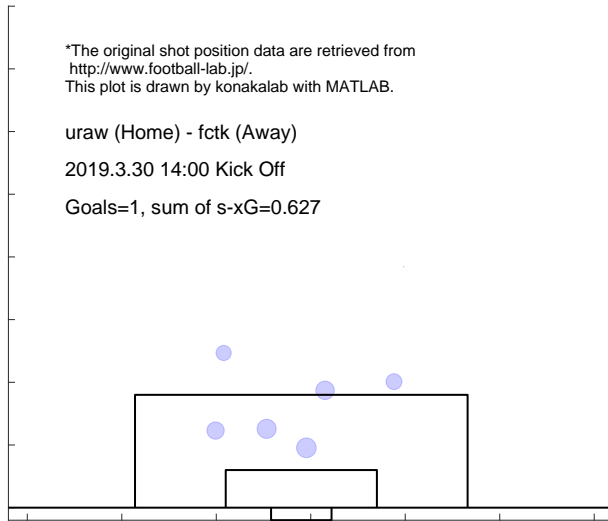 *The original shot position data are retrieved from
http://www.football-lab.jp/.
This plot is drawn by konakalab with MATLAB.
uraw (Home) - fctk (Away)
2019.3.30 14:00 Kick Off
Goals=1, sum of s-xG=0.627